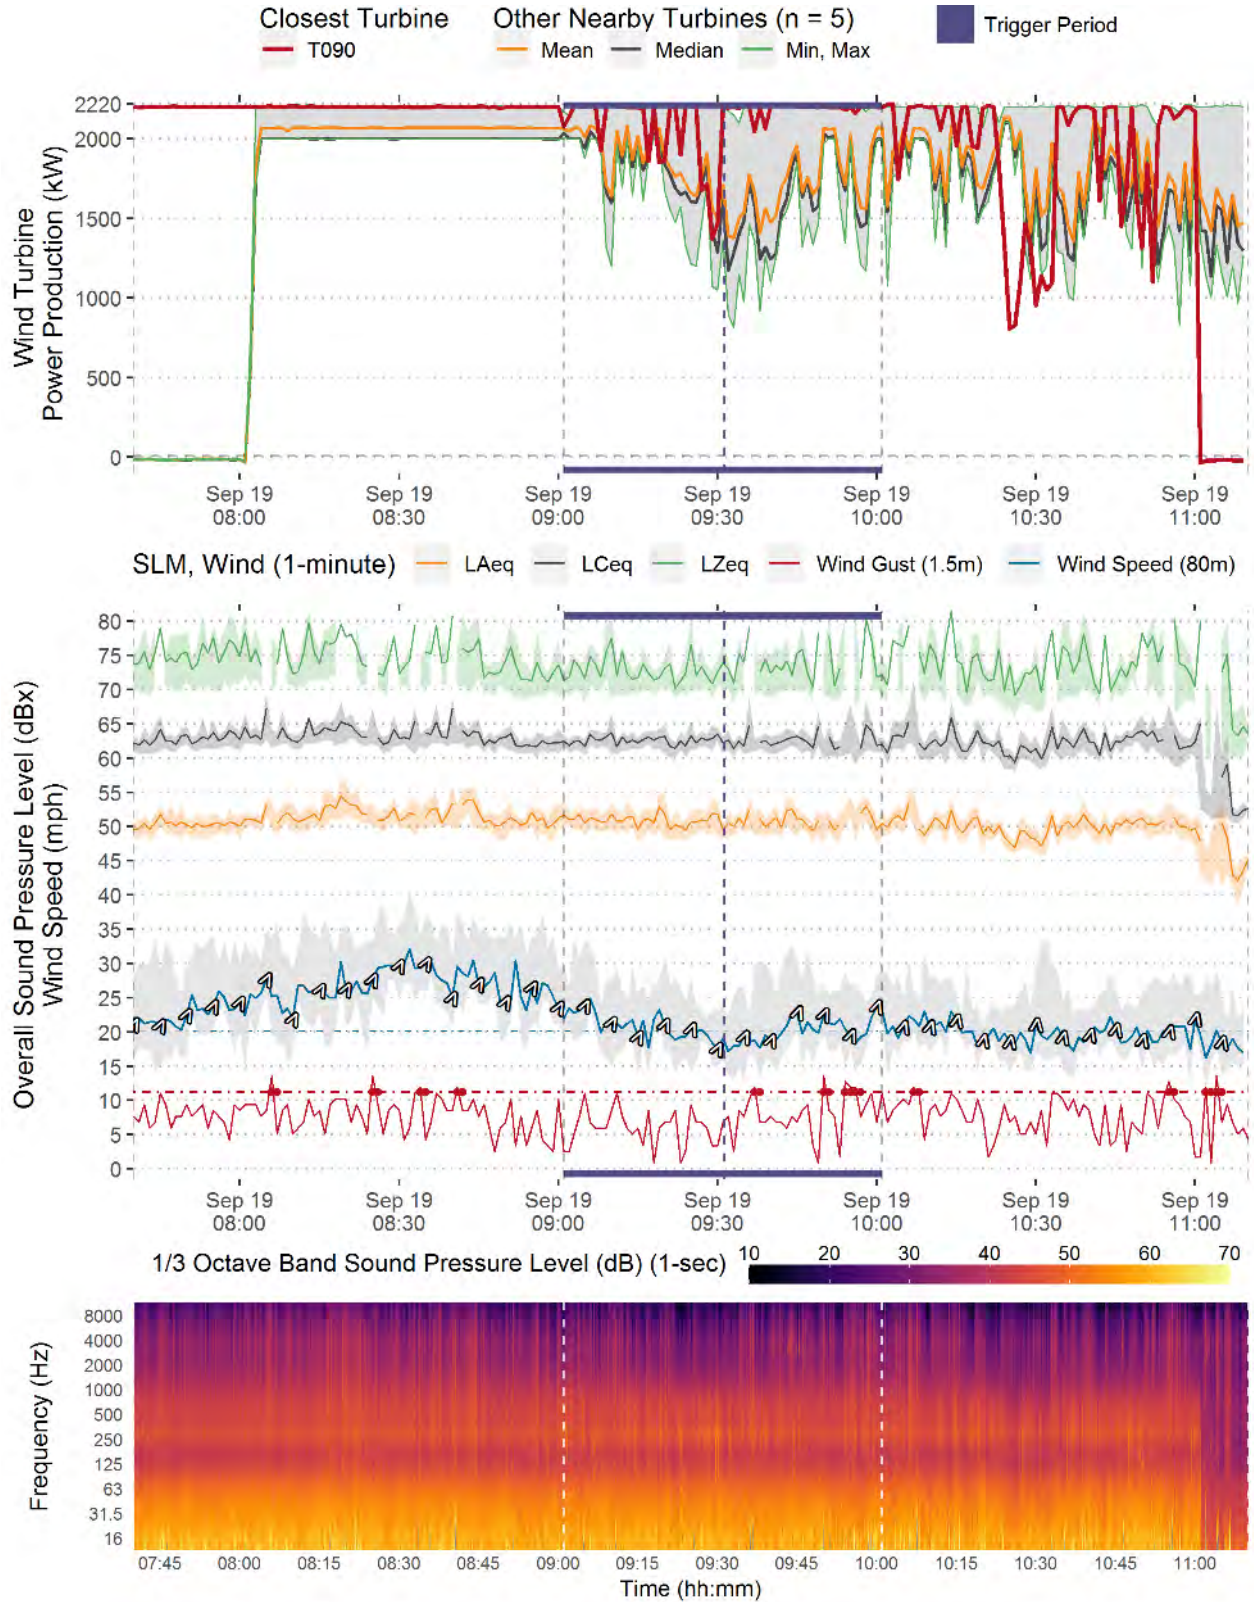 Closest Turbine Other Nearby Turbines (n = 5) Trigger Period
T090 Mean Median Min, Max
Wind Turbine
Power Production (kW)
2220
2000
1500
1000
500
0
Sep 19 Sep 19 Sep 19 Sep 19 Sep 19 Sep 19 Sep 19
08:00 08:30 09:00 09:30 10:00 10:30 11:00
SLM, Wind (1-minute) LAeq LCeq LZeq Wind Gust (1.5m) Wind Speed (80m)
Overall Sound Pressure Level (dBx)
Wind Speed (mph)
80
75
70
65
60
55
50
45
40
35
30
25
20
15
10
5
0
Sep 19 Sep 19 Sep 19 Sep 19 Sep 19 Sep 19 Sep 19
08:00 08:30 09:00 09:30 10:00 10:30 11:00
1/3 Octave Band Sound Pressure Level (dB) (1-sec) 10 20 30 40 50 60 70
Frequency (Hz)
8000
4000
2000
1000
500
250
125
63
31.5
16
07:45 08:00 08:15 08:30 08:45 09:00 09:15 09:30 09:45 10:00 10:15 10:30 10:45 11:00
Time (hh:mm)